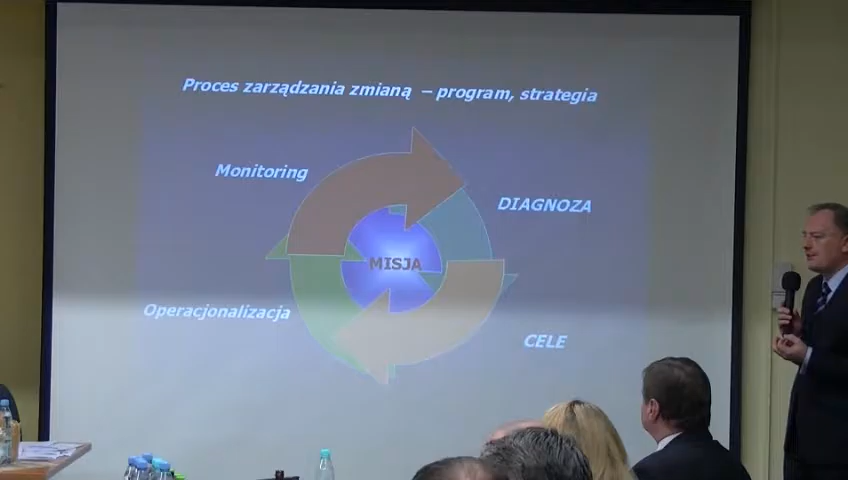 Proces zarządzania zmianą – program, strategia
Monitoring
DIAGNOZA
MISJA
Operacjonalizacja
CELE